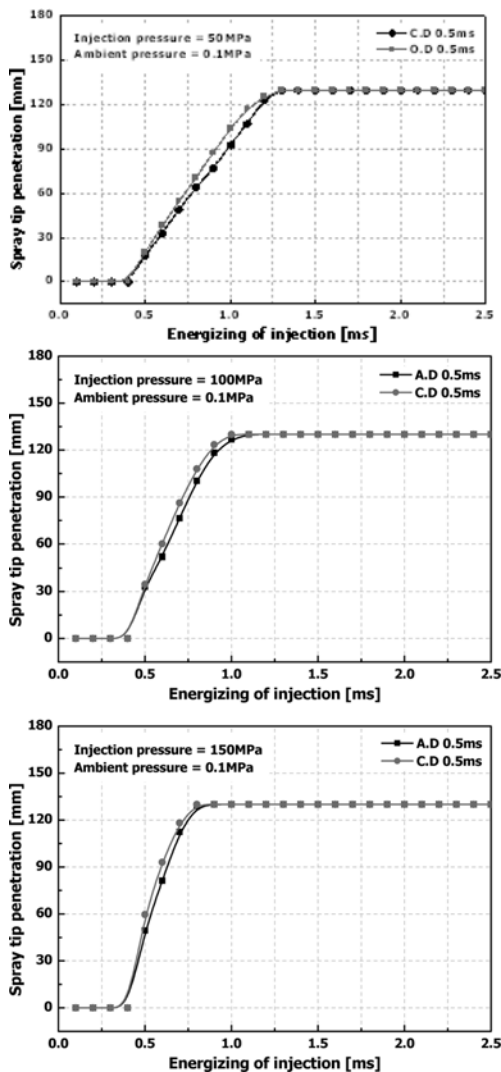 180
150
120
90
60
30
0
Spray tip penetration [mm]
Injection pressure = 50MPa
Ambient pressure = 0.1MPa
C.D 0.5ms
O.D 0.5ms
0.0 0.5 1.0 1.5 2.0 2.5
Energizing of injection [ms]
180
150
120
90
60
30
0
Spray tip penetration [mm]
Injection pressure = 100MPa
Ambient pressure = 0.1MPa
A.D 0.5ms
C.D 0.5ms
0.0 0.5 1.0 1.5 2.0 2.5
Energizing of injection [ms]
180
150
120
90
60
30
0
Spray tip penetration [mm]
Injection pressure = 150MPa
Ambient pressure = 0.1MPa
A.D 0.5ms
C.D 0.5ms
0.0 0.5 1.0 1.5 2.0 2.5
Energizing of injection [ms]